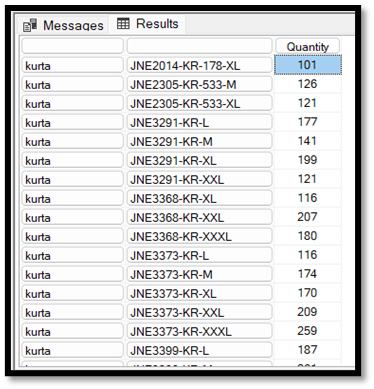 Messages Results
Quantity
kurta JNE2014-KR-178-XL 101
kurta JNE2305-KR-533-M 126
kurta JNE2305-KR-533-XL 121
kurta JNE3291-KR-L 177
kurta JNE3291-KR-M 141
kurta JNE3291-KR-XL 199
kurta JNE3291-KR-XXL 121
kurta JNE3368-KR-XL 116
kurta JNE3368-KR-XXL 207
kurta JNE3368-KR-XXXL 180
kurta JNE3373-KR-L 116
kurta JNE3373-KR-M 174
kurta JNE3373-KR-XL 170
kurta JNE3373-KR-XXL 209
kurta JNE3373-KR-XXXL 259
kurta JNE3399-KR-L 187
kurta